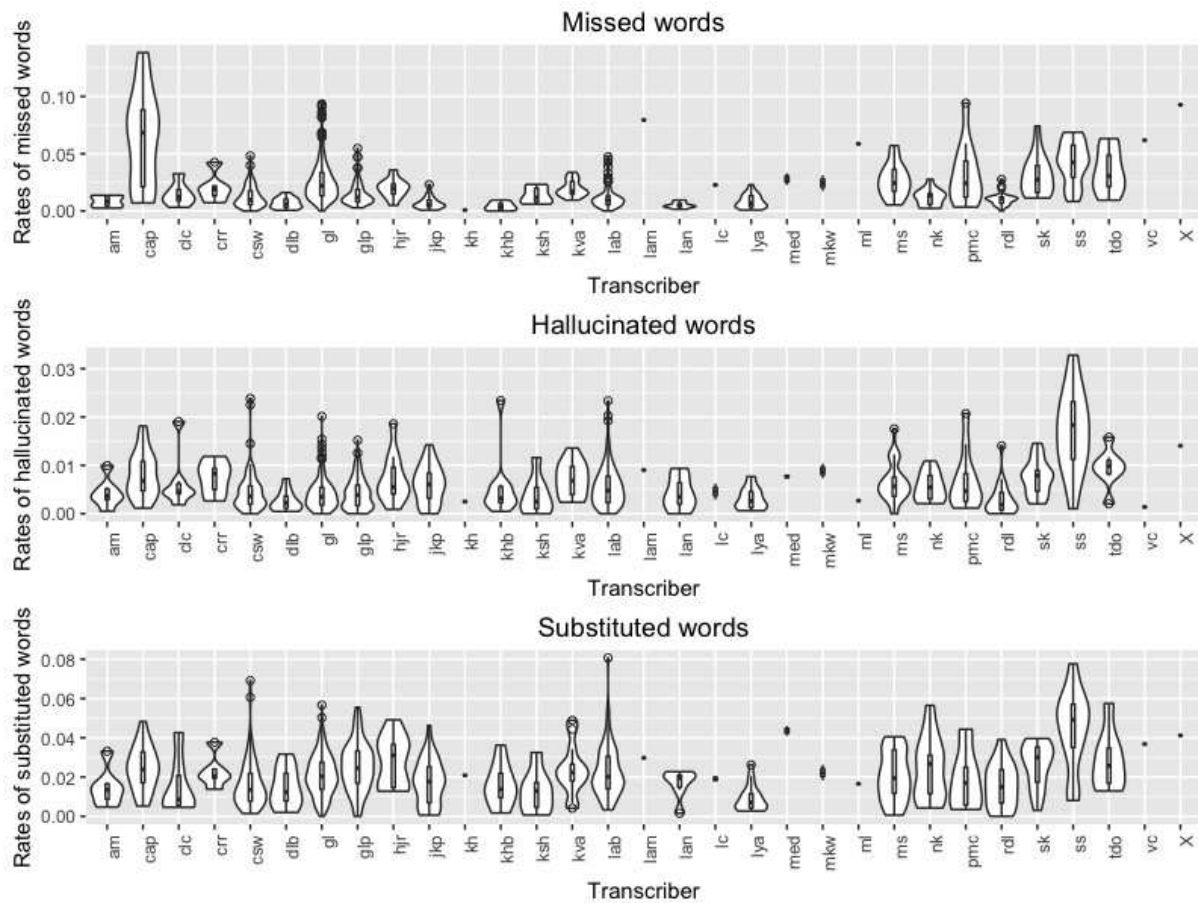 Missed words
Rates of missed words
0.10
0.05
0.00
am cap clc crr csw dlb gl glp hjr jkp kh khb ksh kva lab lam lan lc lya med mkw ml ms nk pmc rdl sk ss tdo vc X
Transcriber
Hallucinated words
Rates of hallucinated words
0.03
0.02
0.01
0.00
am cap clc crr csw dlb gl glp hjr jkp kh khb ksh kva lab lam lan lc lya med mkw ml ms nk pmc rdl sk ss tdo vc X
Transcriber
Substituted words
Rates of substituted words
0.08
0.06
0.04
0.02
0.00
am cap clc crr csw dlb gl glp hjr jkp kh khb ksh kva lab lam lan lc lya med mkw ml ms nk pmc rdl sk ss tdo vc X
Transcriber